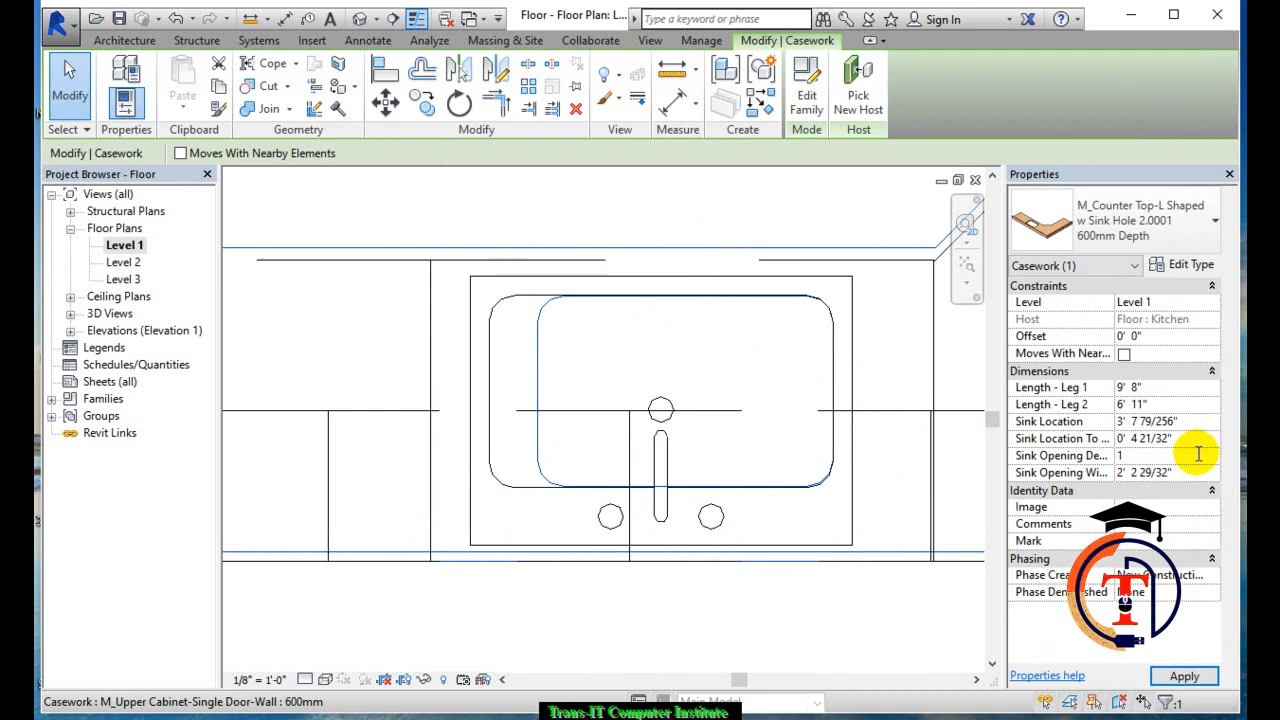 Floor - Floor Plan: L...
Type a keyword or phrase
Sign In
Architecture Structure Systems Insert Annotate Analyze Massing & Site Collaborate View Manage Modify | Casework
Modify
Paste
Cope
Cut
Join
Edit Family
Pick New Host
Select Properties Clipboard Geometry Modify View Measure Create Mode Host
Modify | Casework Moves With Nearby Elements
Project Browser - Floor
Views (all)
Structural Plans
Floor Plans
Level 1
Level 2
Level 3
Ceiling Plans
3D Views
Elevations (Elevation 1)
Legends
Schedules/Quantities
Sheets (all)
Families
Groups
Revit Links
2D
Properties
M_Counter Top-L Shaped
w Sink Hole 2.0001
600mm Depth
Casework (1) Edit Type
Constraints
Level Level 1
Host Floor : Kitchen
Offset 0' 0"
Moves With Near...
Dimensions
Length - Leg 1 9' 8"
Length - Leg 2 6' 11"
Sink Location 3' 7 79/256"
Sink Location To ... 0' 4 21/32"
Sink Opening De... 1
Sink Opening Wi... 2' 2 29/32"
Identity Data
Image
Comments
Mark
Phasing
Phase Crea New Constructi...
Phase Dem ished None
T
Properties help Apply
1/8" = 1'-0"
Casework : M_Upper Cabinet-Single Door-Wall : 600mm
Main Model
:1
Trans-IT Computer Institute